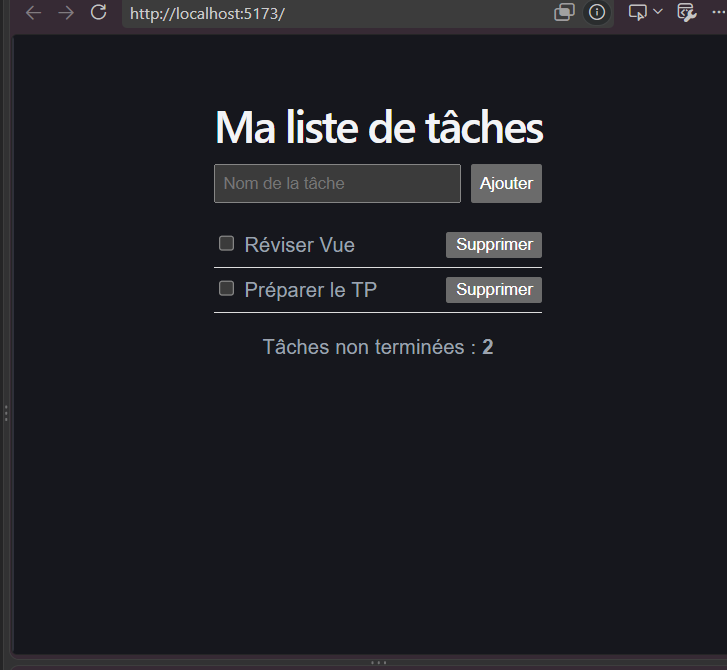 http://localhost:5173/
Ma liste de tâches
Nom de la tâche Ajouter
Réviser Vue Supprimer
Préparer le TP Supprimer
Tâches non terminées : 2